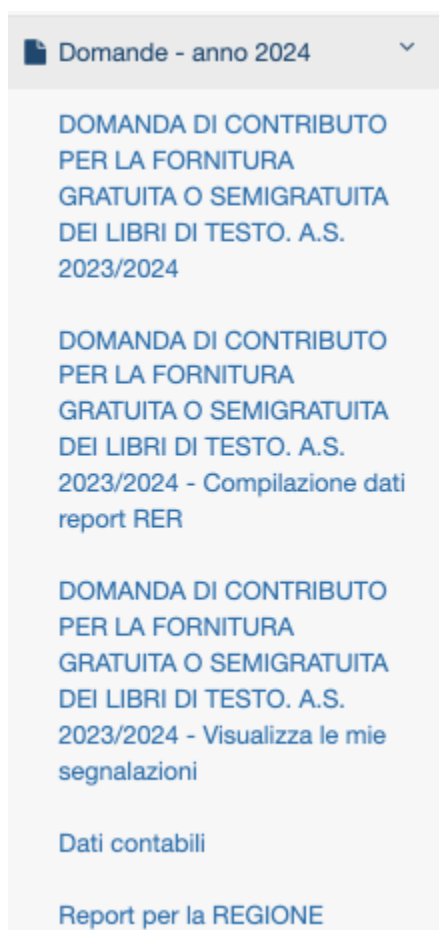 Domande - anno 2024
DOMANDA DI CONTRIBUTO
PER LA FORNITURA
GRATUITA O SEMIGRATUITA
DEI LIBRI DI TESTO. A.S.
2023/2024
DOMANDA DI CONTRIBUTO
PER LA FORNITURA
GRATUITA O SEMIGRATUITA
DEI LIBRI DI TESTO. A.S.
2023/2024 - Compilazione dati
report RER
DOMANDA DI CONTRIBUTO
PER LA FORNITURA
GRATUITA O SEMIGRATUITA
DEI LIBRI DI TESTO. A.S.
2023/2024 - Visualizza le mie
segnalazioni
Dati contabili
Report per la REGIONE